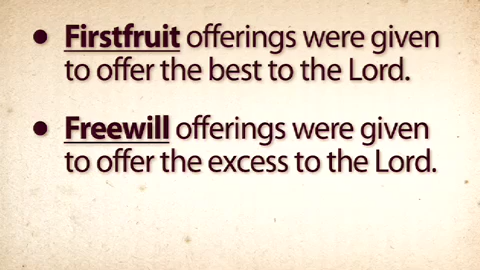 • Firstfruit offerings were given
to offer the best to the Lord.
• Freewill offerings were given
to offer the excess to the Lord.